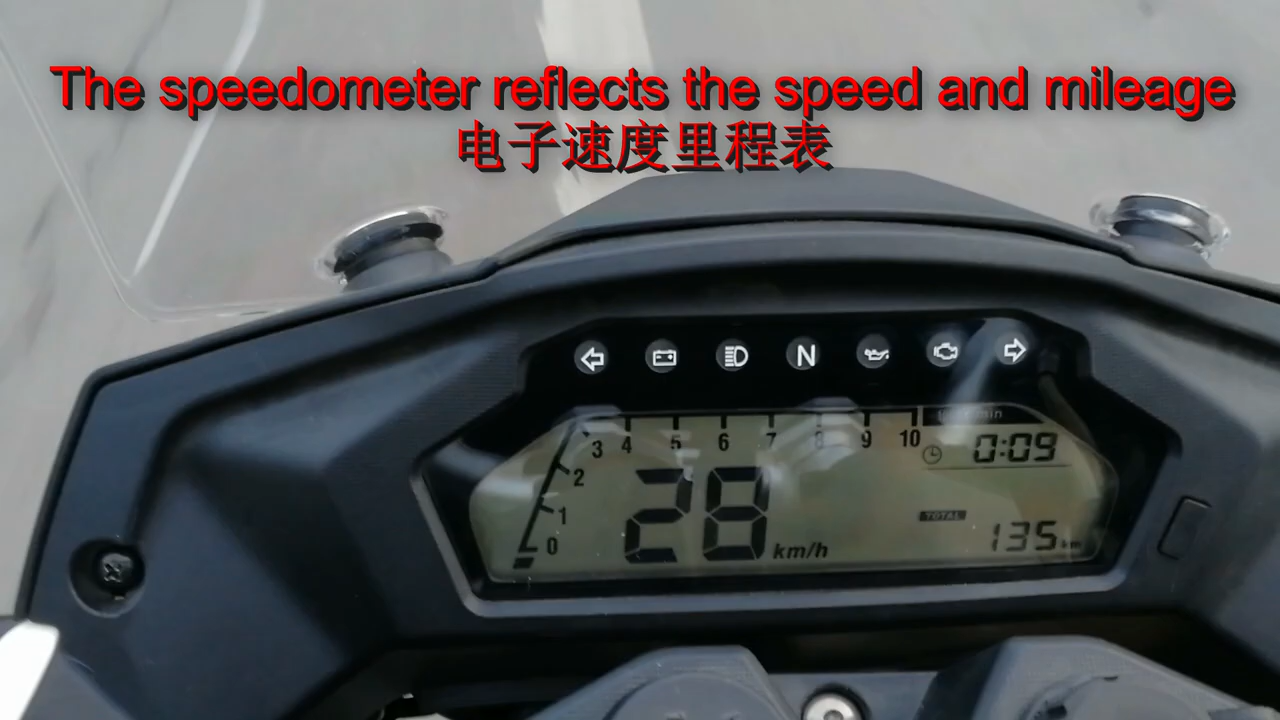 The speedometer reflects the speed and mileage
电子速度里程表
N
3 4 5 6 7 8 9 10
0:09
2
1
0
28 km/h
TOTAL
135 km